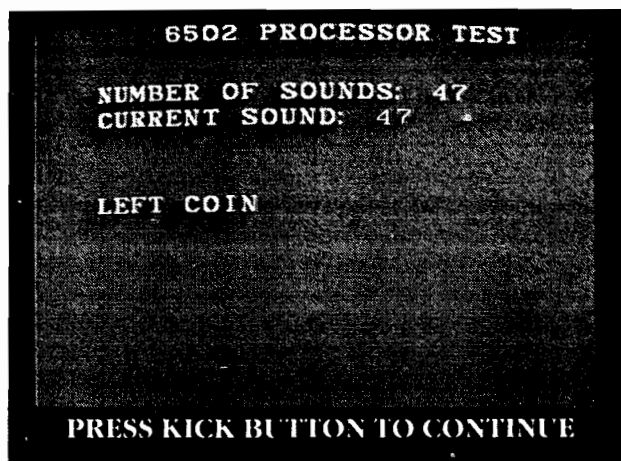 6502 PROCESSOR TEST
NUMBER OF SOUNDS: 47
CURRENT SOUND: 47
LEFT COIN
PRESS KICK BUTTON TO CONTINUE